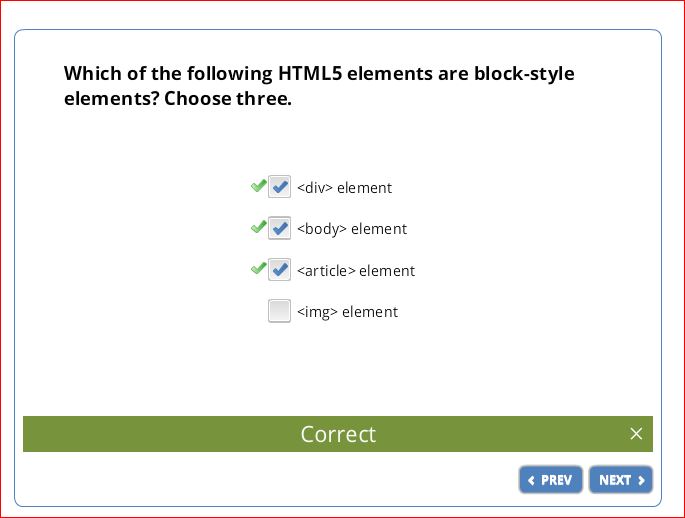 Which of the following HTML5 elements are block-style
elements? Choose three.
<div> element
<body> element
<article> element
<img> element
Correct
PREV
NEXT